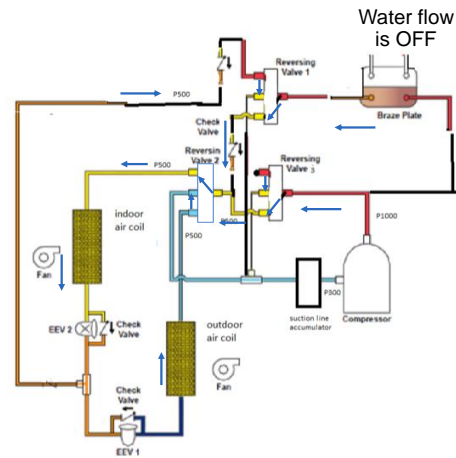 Water flow
is OFF
Reversing
Valve 1
P500
Braze Plate
Check
Valve
Reversin
Valve 2
P500
Reversing
Valve 3
P500
P500
P1000
indoor
air coil
Fan
P300
suction line
accumulator
Compressor
EEV 2
Check
Valve
outdoor
air coil
Fan
Check
Valve
EEV 1